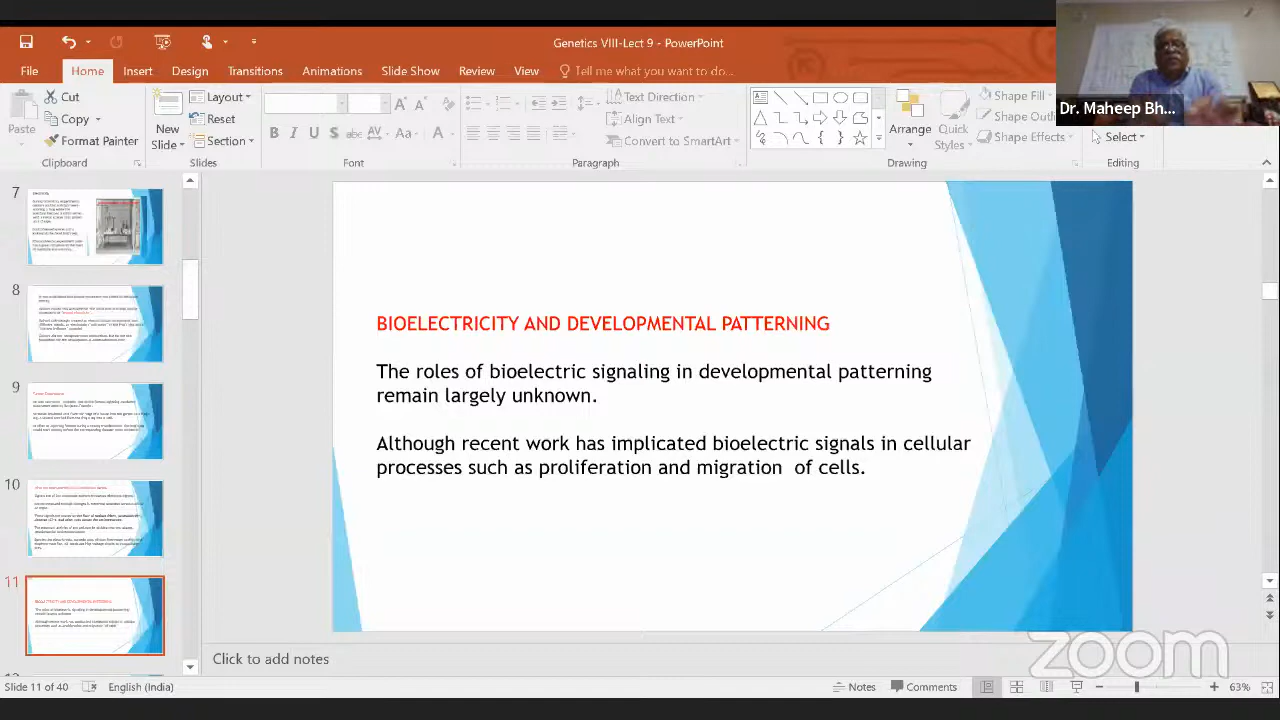 Genetics VIII-Lect 9 - PowerPoint
File
Home
Insert
Design
Transitions
Animations
Slide Show
Review
View
Tell me what you want to do...
Dr. Maheep Bh...
Paste
Cut
Copy
Format Painter
Clipboard
New
Slide
Layout
Reset
Section
Slides
B I U S abc AV Aa
Font
Text Direction
Align Text
Convert to SmartArt
Paragraph
Arrange
Quick
Styles
Shape Fill
Shape Outl
Shape Effects
Drawing
Select
Editing
7
8
9
10
11
BIOELECTRICITY AND DEVELOPMENTAL PATTERNING
The roles of bioelectric signaling in developmental patterning
remain largely unknown.
Although recent work has implicated bioelectric signals in cellular
processes such as proliferation and migration of cells.
Click to add notes
zoom
Slide 11 of 40
English (India)
Notes
Comments
63%